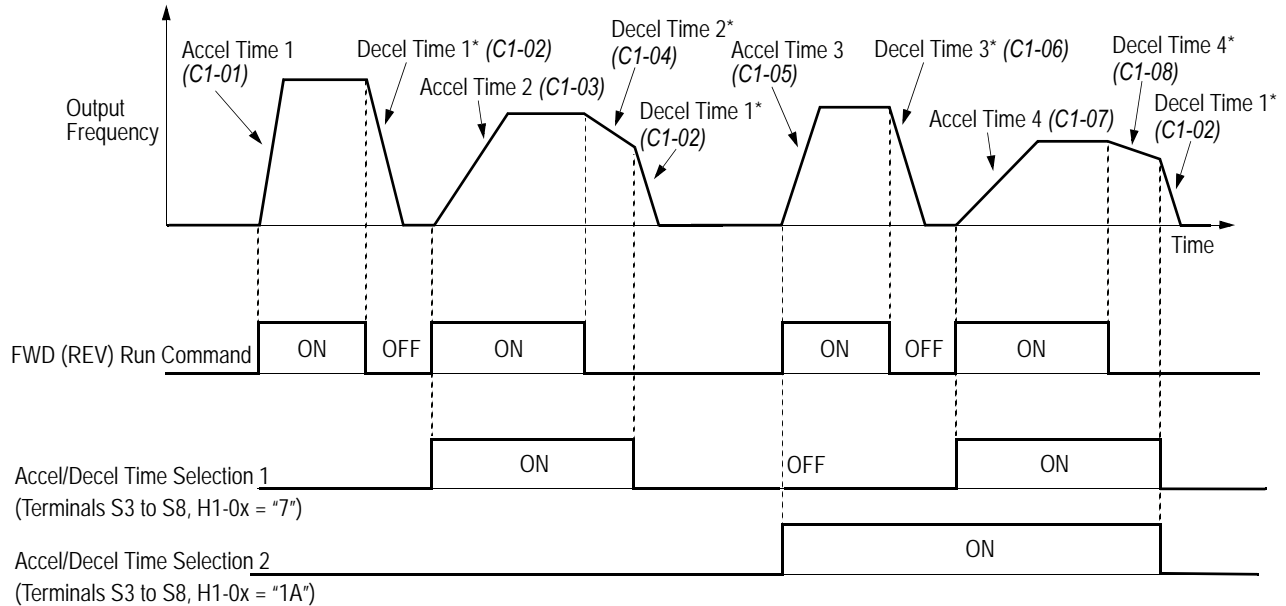 Accel Time 1
(C1-01)
Decel Time 1* (C1-02)
Accel Time 2 (C1-03)
Decel Time 2*
(C1-04)
Decel Time 1*
(C1-02)
Accel Time 3
(C1-05)
Decel Time 3* (C1-06)
Accel Time 4 (C1-07)
Decel Time 4*
(C1-08)
Decel Time 1*
(C1-02)
Output
Frequency
Time
FWD (REV) Run Command
ON
OFF
ON
ON
OFF
ON
Accel/Decel Time Selection 1
(Terminals S3 to S8, H1-0x = “7”)
ON
OFF
ON
Accel/Decel Time Selection 2
(Terminals S3 to S8, H1-0x = “1A”)
ON